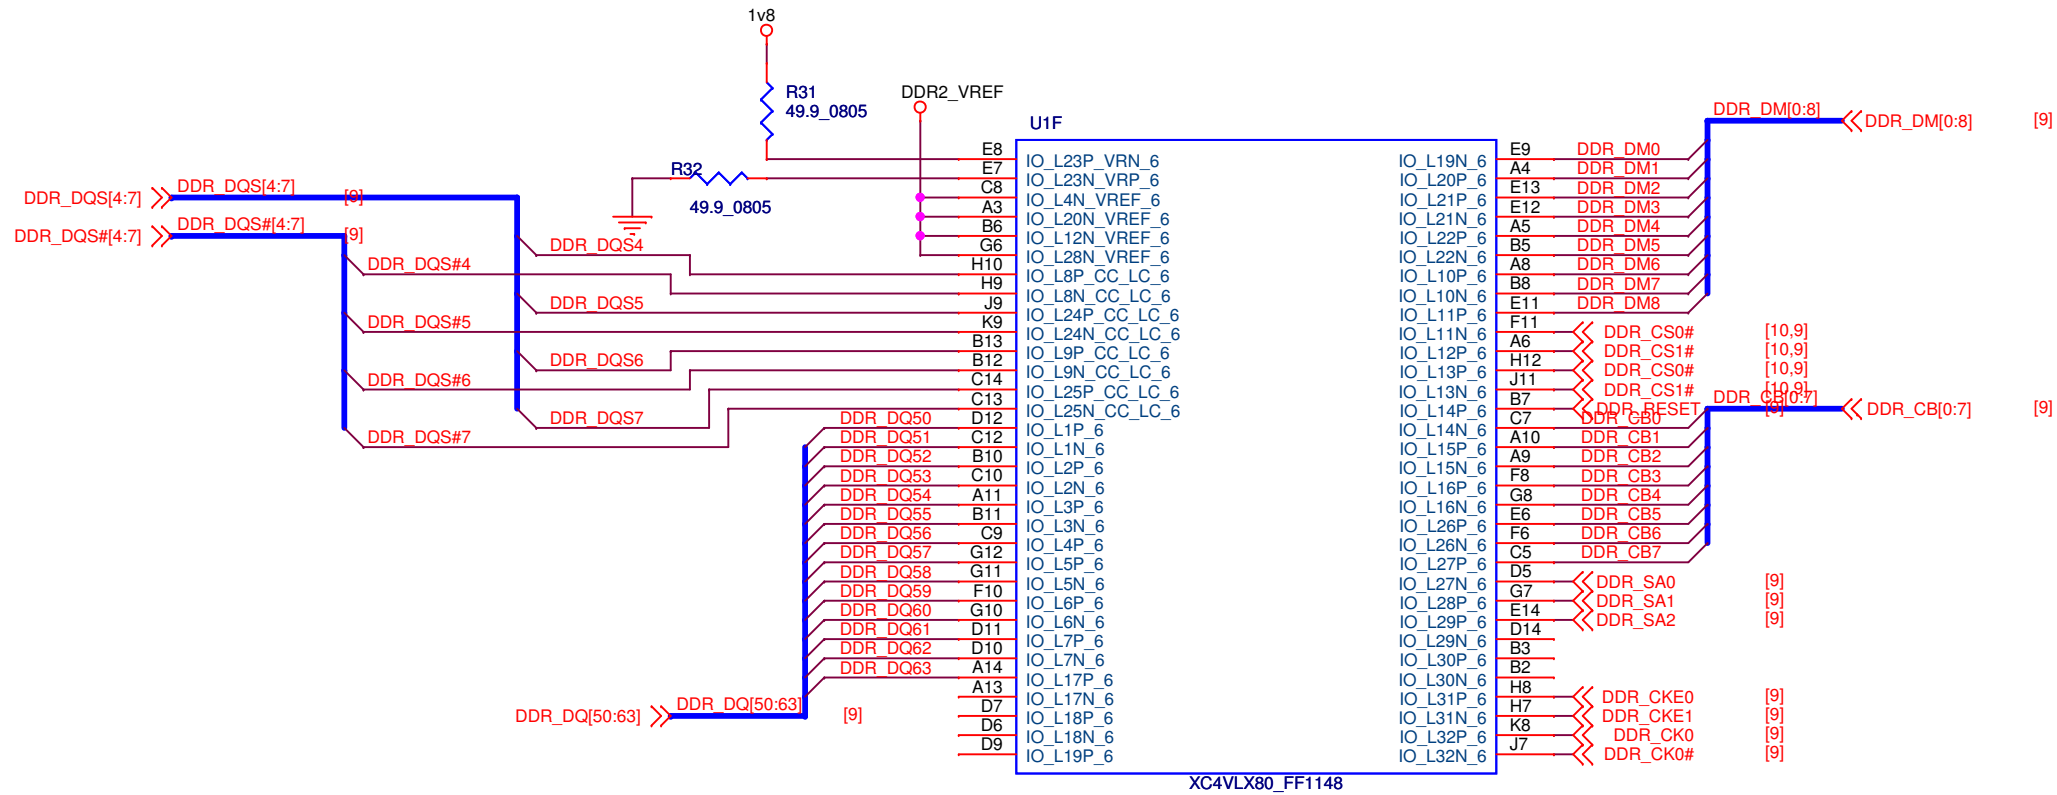 1v8
R31
49.9_0805
DDR2_VREF
U1F
R32
49.9_0805
DDR_DQS[4:7]
DDR_DQS[4:7]
[9]
DDR_DQS#[4:7]
DDR_DQS#[4:7]
[9]
DDR_DQS4
DDR_DQS#4
DDR_DQS5
DDR_DQS#5
DDR_DQS6
DDR_DQS#6
DDR_DQS7
DDR_DQS#7
E8 IO_L23P_VRN_6
E7 IO_L23N_VRP_6
C8 IO_L4N_VREF_6
A3 IO_L20N_VREF_6
B6 IO_L12N_VREF_6
G6 IO_L28N_VREF_6
H10 IO_L8P_CC_LC_6
H9 IO_L8N_CC_LC_6
J9 IO_L24P_CC_LC_6
K9 IO_L24N_CC_LC_6
B13 IO_L9P_CC_LC_6
B12 IO_L9N_CC_LC_6
C14 IO_L25P_CC_LC_6
C13 IO_L25N_CC_LC_6
DDR_DQ50 D12 IO_L1P_6
DDR_DQ51 C12 IO_L1N_6
DDR_DQ52 B10 IO_L2P_6
DDR_DQ53 C10 IO_L2N_6
DDR_DQ54 A11 IO_L3P_6
DDR_DQ55 B11 IO_L3N_6
DDR_DQ56 C9 IO_L4P_6
DDR_DQ57 G12 IO_L5P_6
DDR_DQ58 G11 IO_L5N_6
DDR_DQ59 F10 IO_L6P_6
DDR_DQ60 G10 IO_L6N_6
DDR_DQ61 D11 IO_L7P_6
DDR_DQ62 D10 IO_L7N_6
DDR_DQ63 A14 IO_L17P_6
A13 IO_L17N_6
D7 IO_L18P_6
D6 IO_L18N_6
D9 IO_L19P_6
DDR_DQ[50:63]
DDR_DQ[50:63]
[9]
IO_L19N_6 E9 DDR_DM0
IO_L20P_6 A4 DDR_DM1
IO_L21P_6 E13 DDR_DM2
IO_L21N_6 E12 DDR_DM3
IO_L22P_6 A5 DDR_DM4
IO_L22N_6 B5 DDR_DM5
IO_L10P_6 A8 DDR_DM6
IO_L10N_6 B8 DDR_DM7
IO_L11P_6 E11 DDR_DM8
IO_L11N_6 F11 DDR_CS0# [10,9]
IO_L12P_6 A6 DDR_CS1# [10,9]
IO_L13P_6 H12 DDR_CS0# [10,9]
IO_L13N_6 J11 DDR_CS1# [10,9]
IO_L14P_6 B7 DDR_RESET [9]
IO_L14N_6 C7 DDR_CB0
IO_L15P_6 A10 DDR_CB1
IO_L15N_6 A9 DDR_CB2
IO_L16P_6 F8 DDR_CB3
IO_L16N_6 G8 DDR_CB4
IO_L26P_6 E6 DDR_CB5
IO_L26N_6 F6 DDR_CB6
IO_L27P_6 C5 DDR_CB7
IO_L27N_6 D5 DDR_SA0 [9]
IO_L28P_6 G7 DDR_SA1 [9]
IO_L29P_6 E14 DDR_SA2 [9]
IO_L29N_6 D14
IO_L30P_6 B3
IO_L30N_6 B2
IO_L31P_6 H8 DDR_CKE0 [9]
IO_L31N_6 H7 DDR_CKE1 [9]
IO_L32P_6 K8 DDR_CK0 [9]
IO_L32N_6 J7 DDR_CK0# [9]
DDR_DM[0:8]
DDR_DM[0:8] [9]
DDR_CB[0:7]
DDR_CB[0:7] [9]
XC4VLX80_FF1148